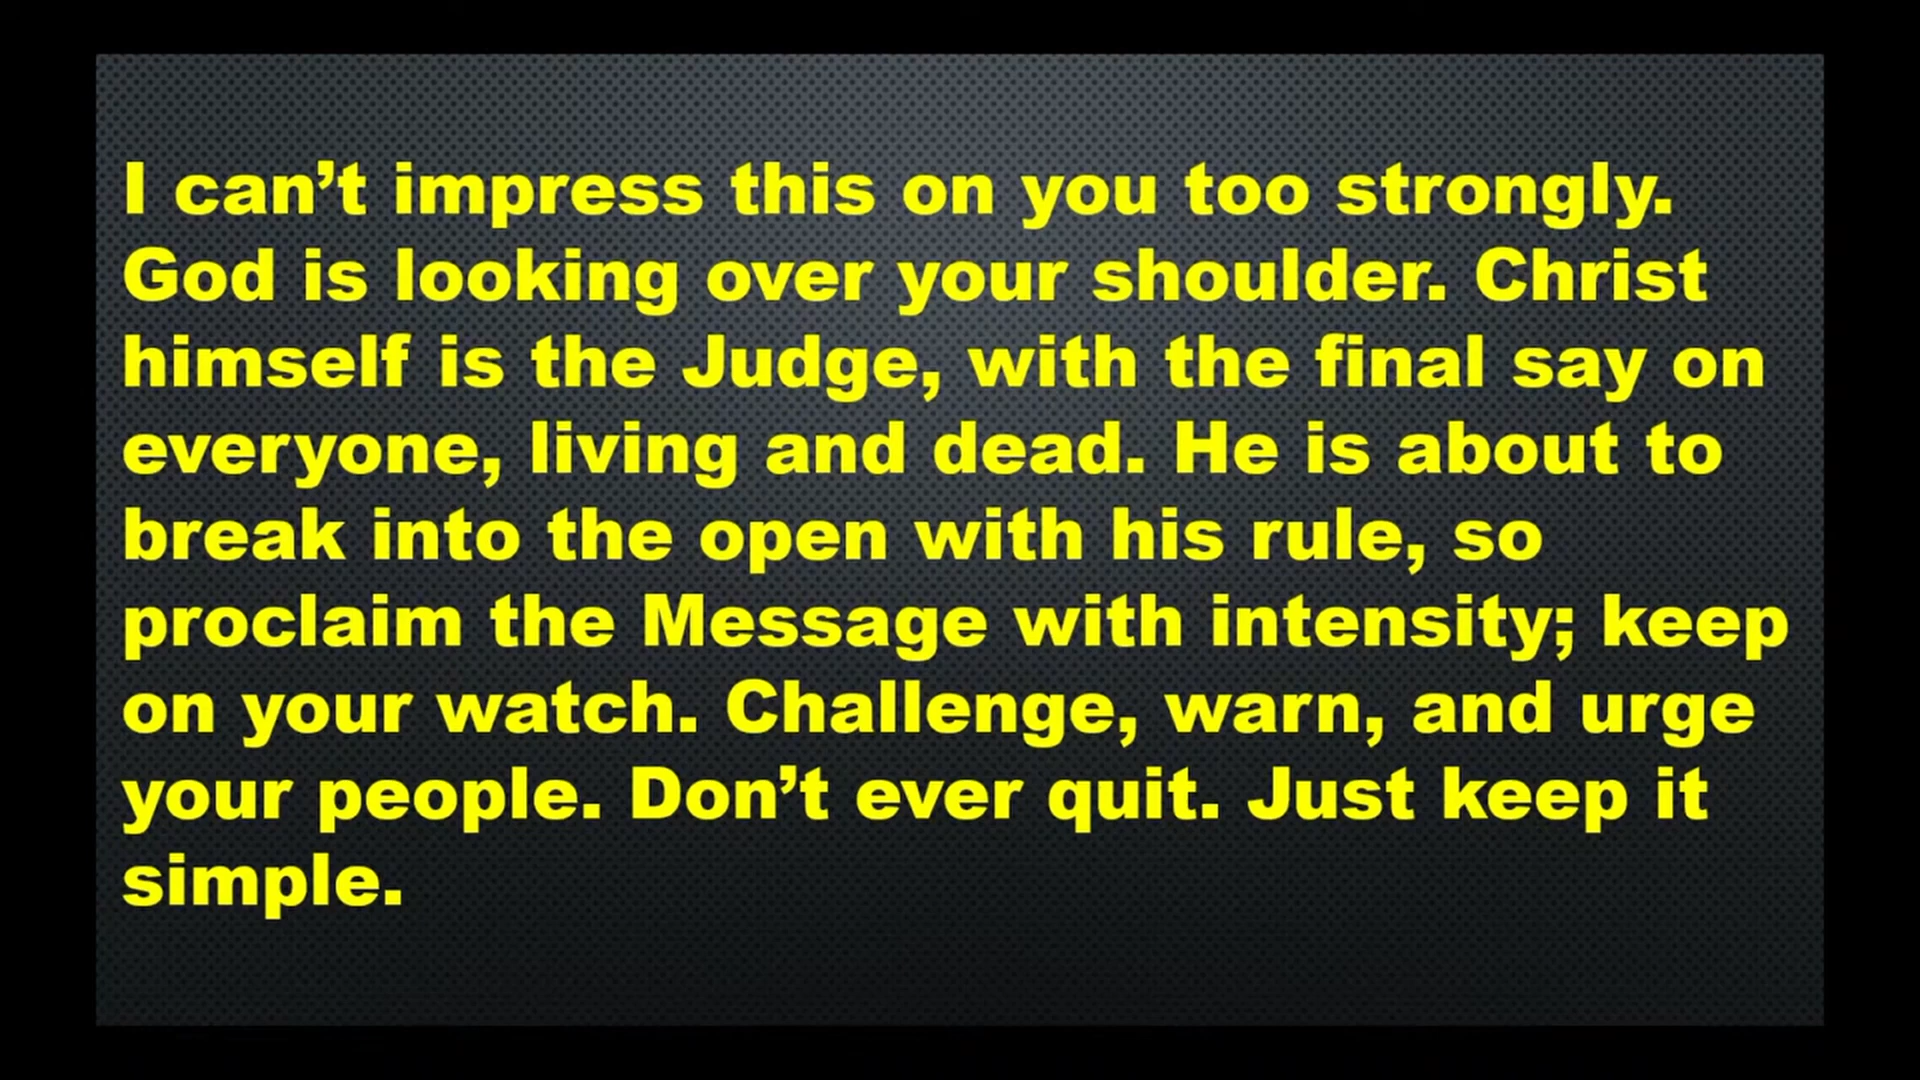 I can’t impress this on you too strongly.
God is looking over your shoulder. Christ
himself is the Judge, with the final say on
everyone, living and dead. He is about to
break into the open with his rule, so
proclaim the Message with intensity; keep
on your watch. Challenge, warn, and urge
your people. Don’t ever quit. Just keep it
simple.